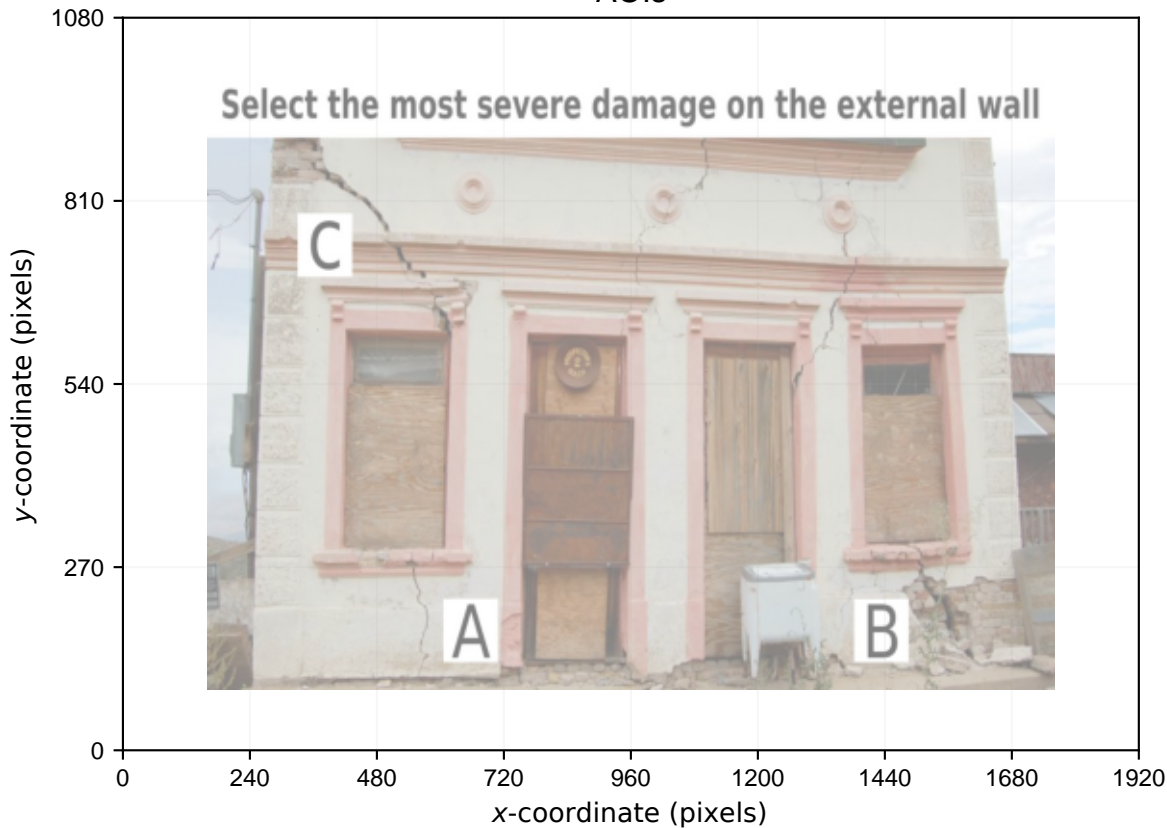 1080
Select the most severe damage on the external wall
810
C
540
270
A
B
0
0 240 480 720 960 1200 1440 1680 1920
x-coordinate (pixels)
y-coordinate (pixels)